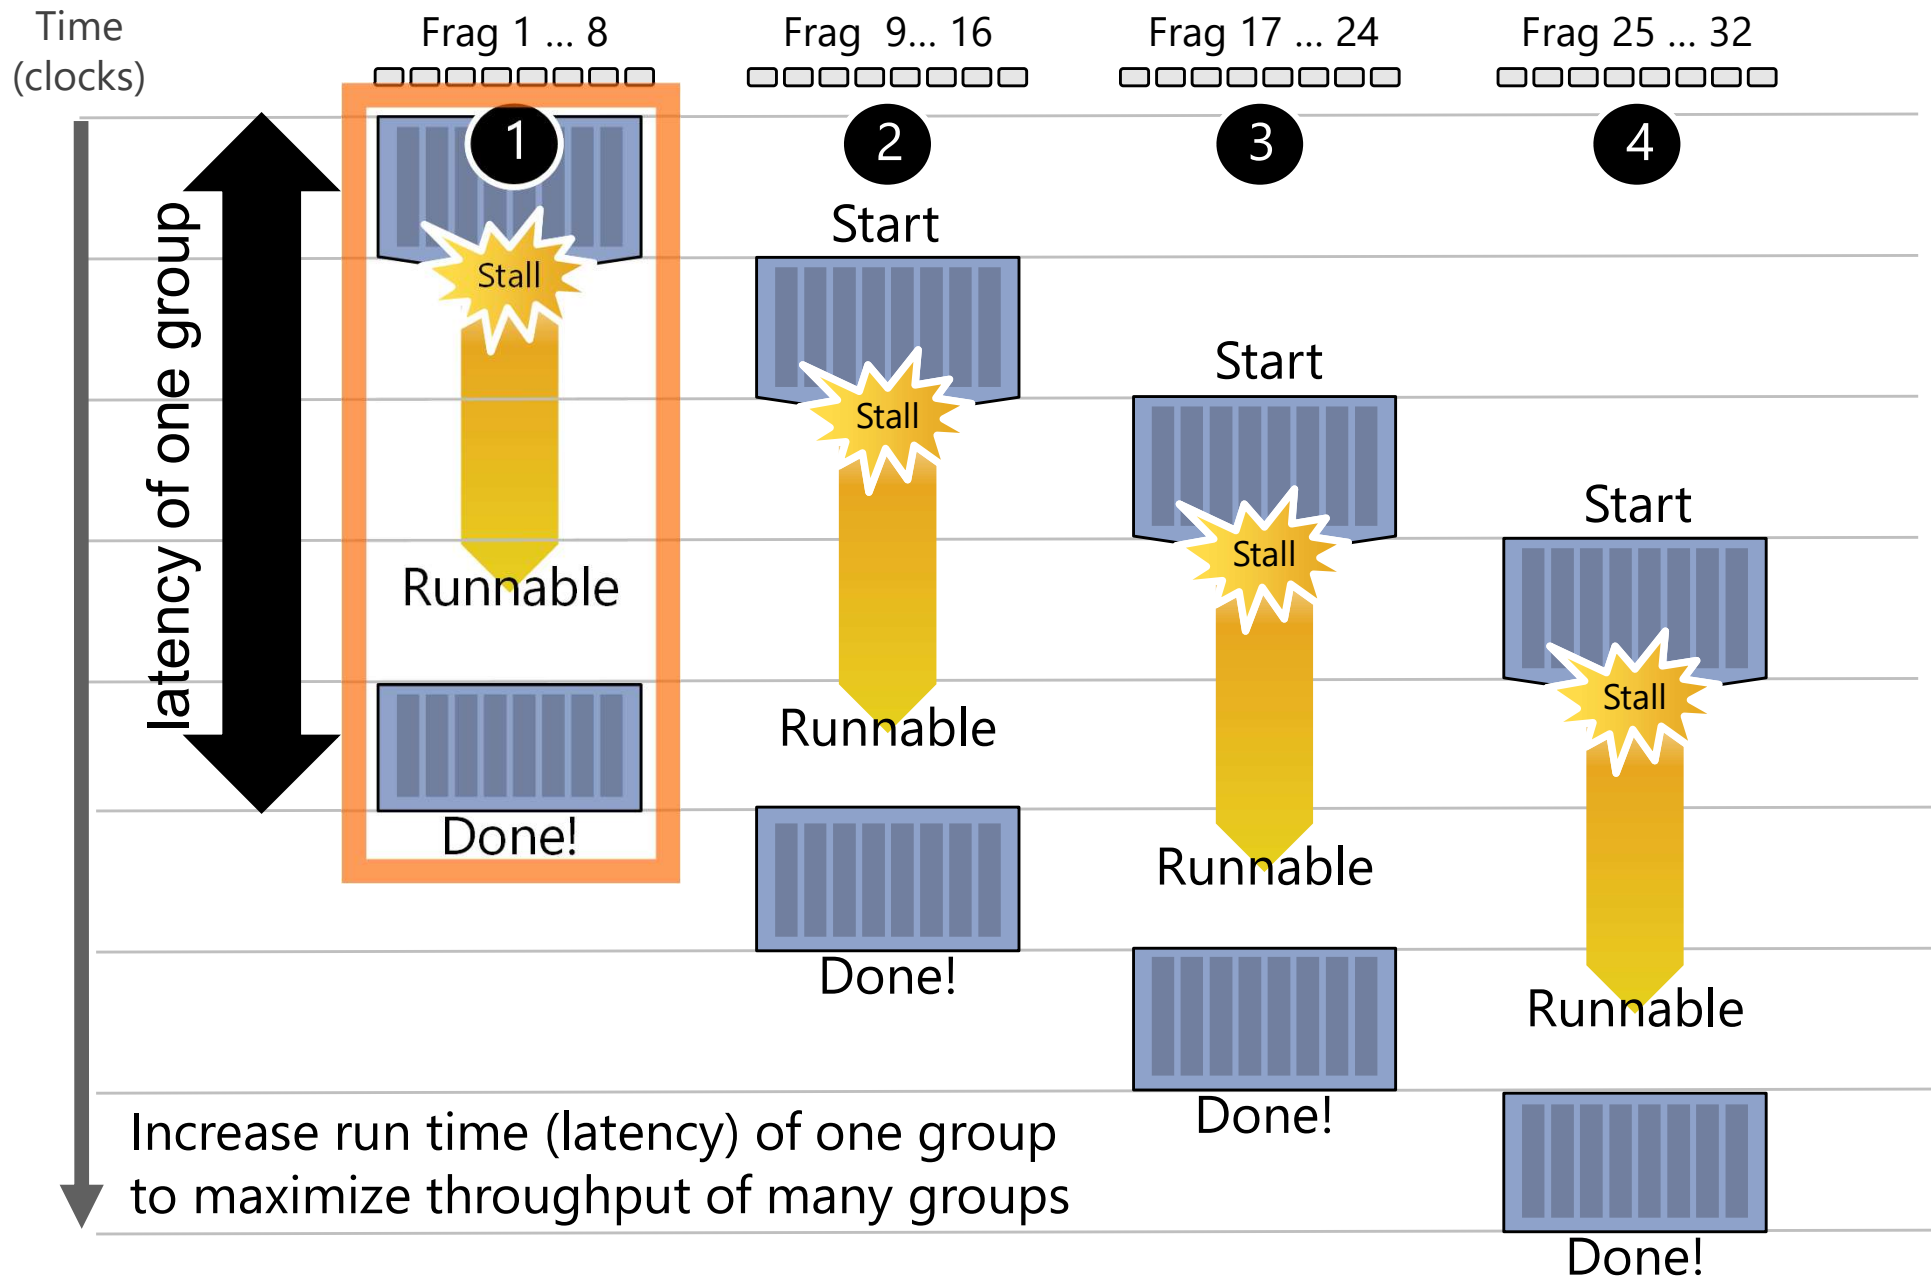 Time
(clocks)
Frag 1 ... 8
Frag 9... 16
Frag 17 ... 24
Frag 25 ... 32
1
2
3
4
latency of one group
Start
Stall
Start
Stall
Start
Stall
Runnable
Stall
Runnable
Done!
Runnable
Done!
Runnable
Done!
Increase run time (latency) of one group
to maximize throughput of many groups
Done!